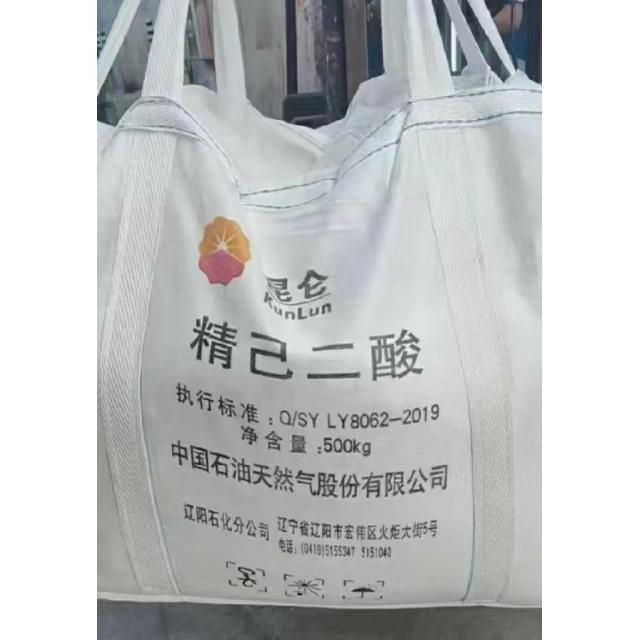 昆仑
KunLun
精己二酸
执行标准：Q/SY LY8062-2019
净含量：500kg
中国石油天然气股份有限公司
辽阳石化分公司 辽宁省辽阳市宏伟区火炬大街5号
电话：(0419)5155347 5151040